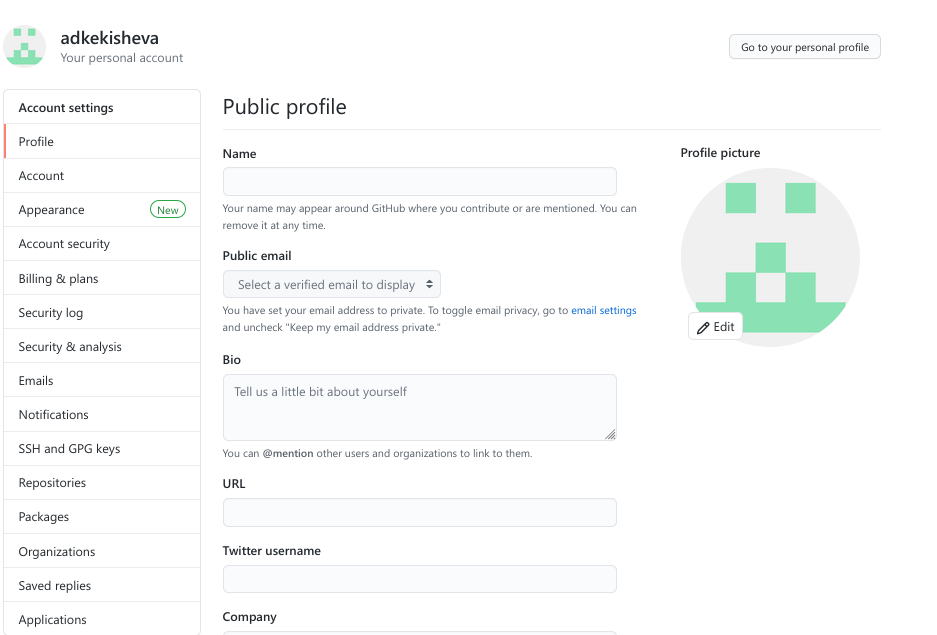 adkekisheva
Your personal account
Go to your personal profile
Account settings
Profile
Account
Appearance
New
Account security
Billing & plans
Security log
Security & analysis
Emails
Notifications
SSH and GPG keys
Repositories
Packages
Organizations
Saved replies
Applications
Public profile
Name
Your name may appear around GitHub where you contribute or are mentioned. You can
remove it at any time.
Public email
Select a verified email to display
You have set your email address to private. To toggle email privacy, go to email settings
and uncheck "Keep my email address private."
Bio
Tell us a little bit about yourself
You can @mention other users and organizations to link to them.
URL
Twitter username
Company
Profile picture
Edit